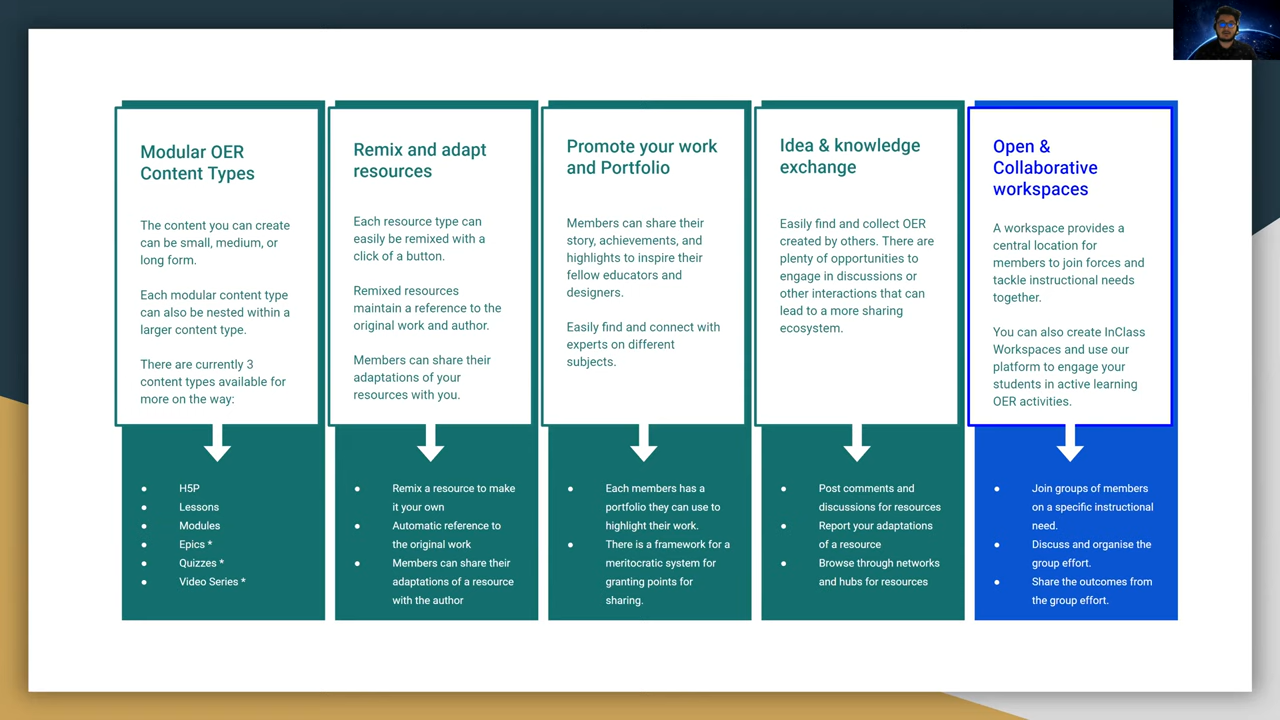 Modular OER
Content Types
The content you can create
can be small, medium, or
long form.
Each modular content type
can also be nested within a
larger content type.
There are currently 3
content types available for
more on the way:
● H5P
● Lessons
● Modules
● Epics *
● Quizzes *
● Video Series *
Remix and adapt
resources
Each resource type can
easily be remixed with a
click of a button.
Remixed resources
maintain a reference to the
original work and author.
Members can share their
adaptations of your
resources with you.
● Remix a resource to make
it your own
● Automatic reference to
the original work
● Members can share their
adaptations of a resource
with the author
Promote your work
and Portfolio
Members can share their
story, achievements, and
highlights to inspire their
fellow educators and
designers.
Easily find and connect with
experts on different
subjects.
● Each members has a
portfolio they can use to
highlight their work.
● There is a framework for a
meritocratic system for
granting points for
sharing.
Idea & knowledge
exchange
Easily find and collect OER
created by others. There are
plenty of opportunities to
engage in discussions or
other interactions that can
lead to a more sharing
ecosystem.
● Post comments and
discussions for resources
● Report your adaptations
of a resource
● Browse through networks
and hubs for resources
Open &
Collaborative
workspaces
A workspace provides a
central location for
members to join forces and
tackle instructional needs
together.
You can also create InClass
Workspaces and use our
platform to engage your
students in active learning
OER activities.
● Join groups of members
on a specific instructional
need.
● Discuss and organise the
group effort.
● Share the outcomes from
the group effort.